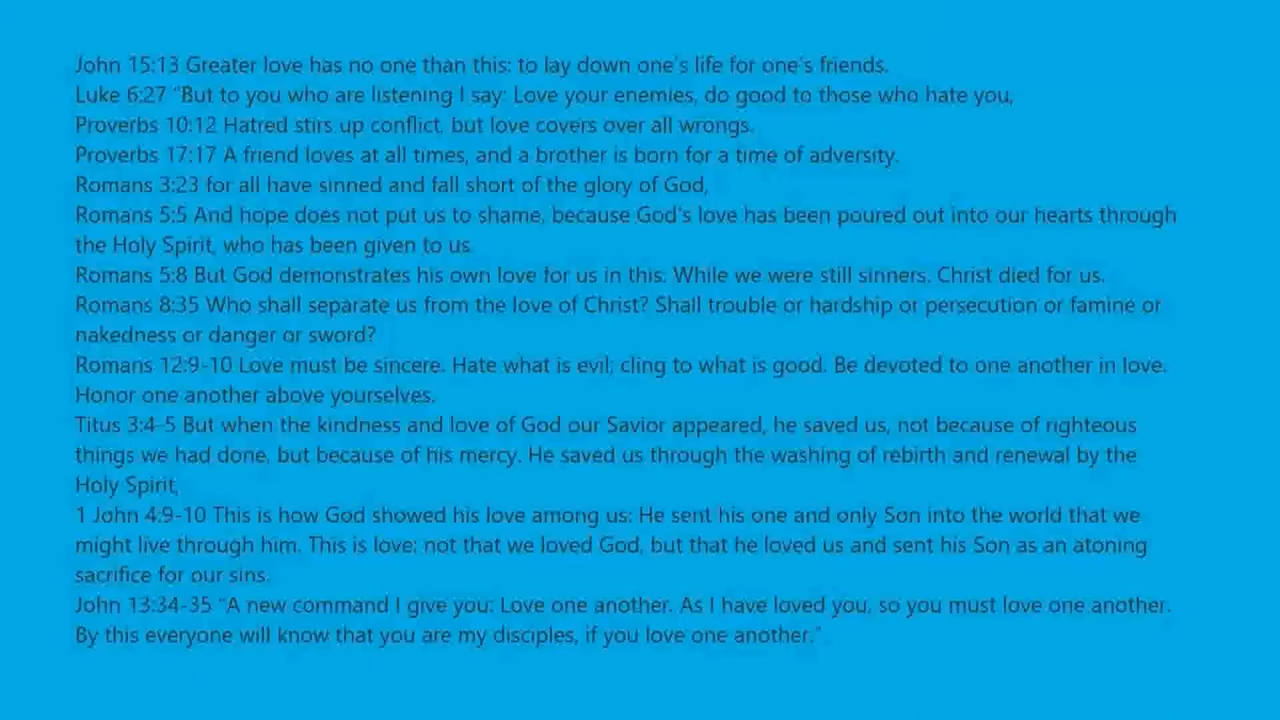 John 15:13 Greater love has no one than this: to lay down one's life for one's friends.
Luke 6:27 "But to you who are listening I say: Love your enemies, do good to those who hate you,
Proverbs 10:12 Hatred stirs up conflict, but love covers over all wrongs.
Proverbs 17:17 A friend loves at all times, and a brother is born for a time of adversity.
Romans 3:23 for all have sinned and fall short of the glory of God,
Romans 5:5 And hope does not put us to shame, because God's love has been poured out into our hearts through
the Holy Spirit, who has been given to us.
Romans 5:8 But God demonstrates his own love for us in this: While we were still sinners, Christ died for us.
Romans 8:35 Who shall separate us from the love of Christ? Shall trouble or hardship or persecution or famine or
nakedness or danger or sword?
Romans 12:9-10 Love must be sincere. Hate what is evil; cling to what is good. Be devoted to one another in love.
Honor one another above yourselves.
Titus 3:4-5 But when the kindness and love of God our Savior appeared, he saved us, not because of righteous
things we had done, but because of his mercy. He saved us through the washing of rebirth and renewal by the
Holy Spirit,
1 John 4:9-10 This is how God showed his love among us: He sent his one and only Son into the world that we
might live through him. This is love: not that we loved God, but that he loved us and sent his Son as an atoning
sacrifice for our sins.
John 13:34-35 "A new command I give you: Love one another. As I have loved you, so you must love one another.
By this everyone will know that you are my disciples, if you love one another."